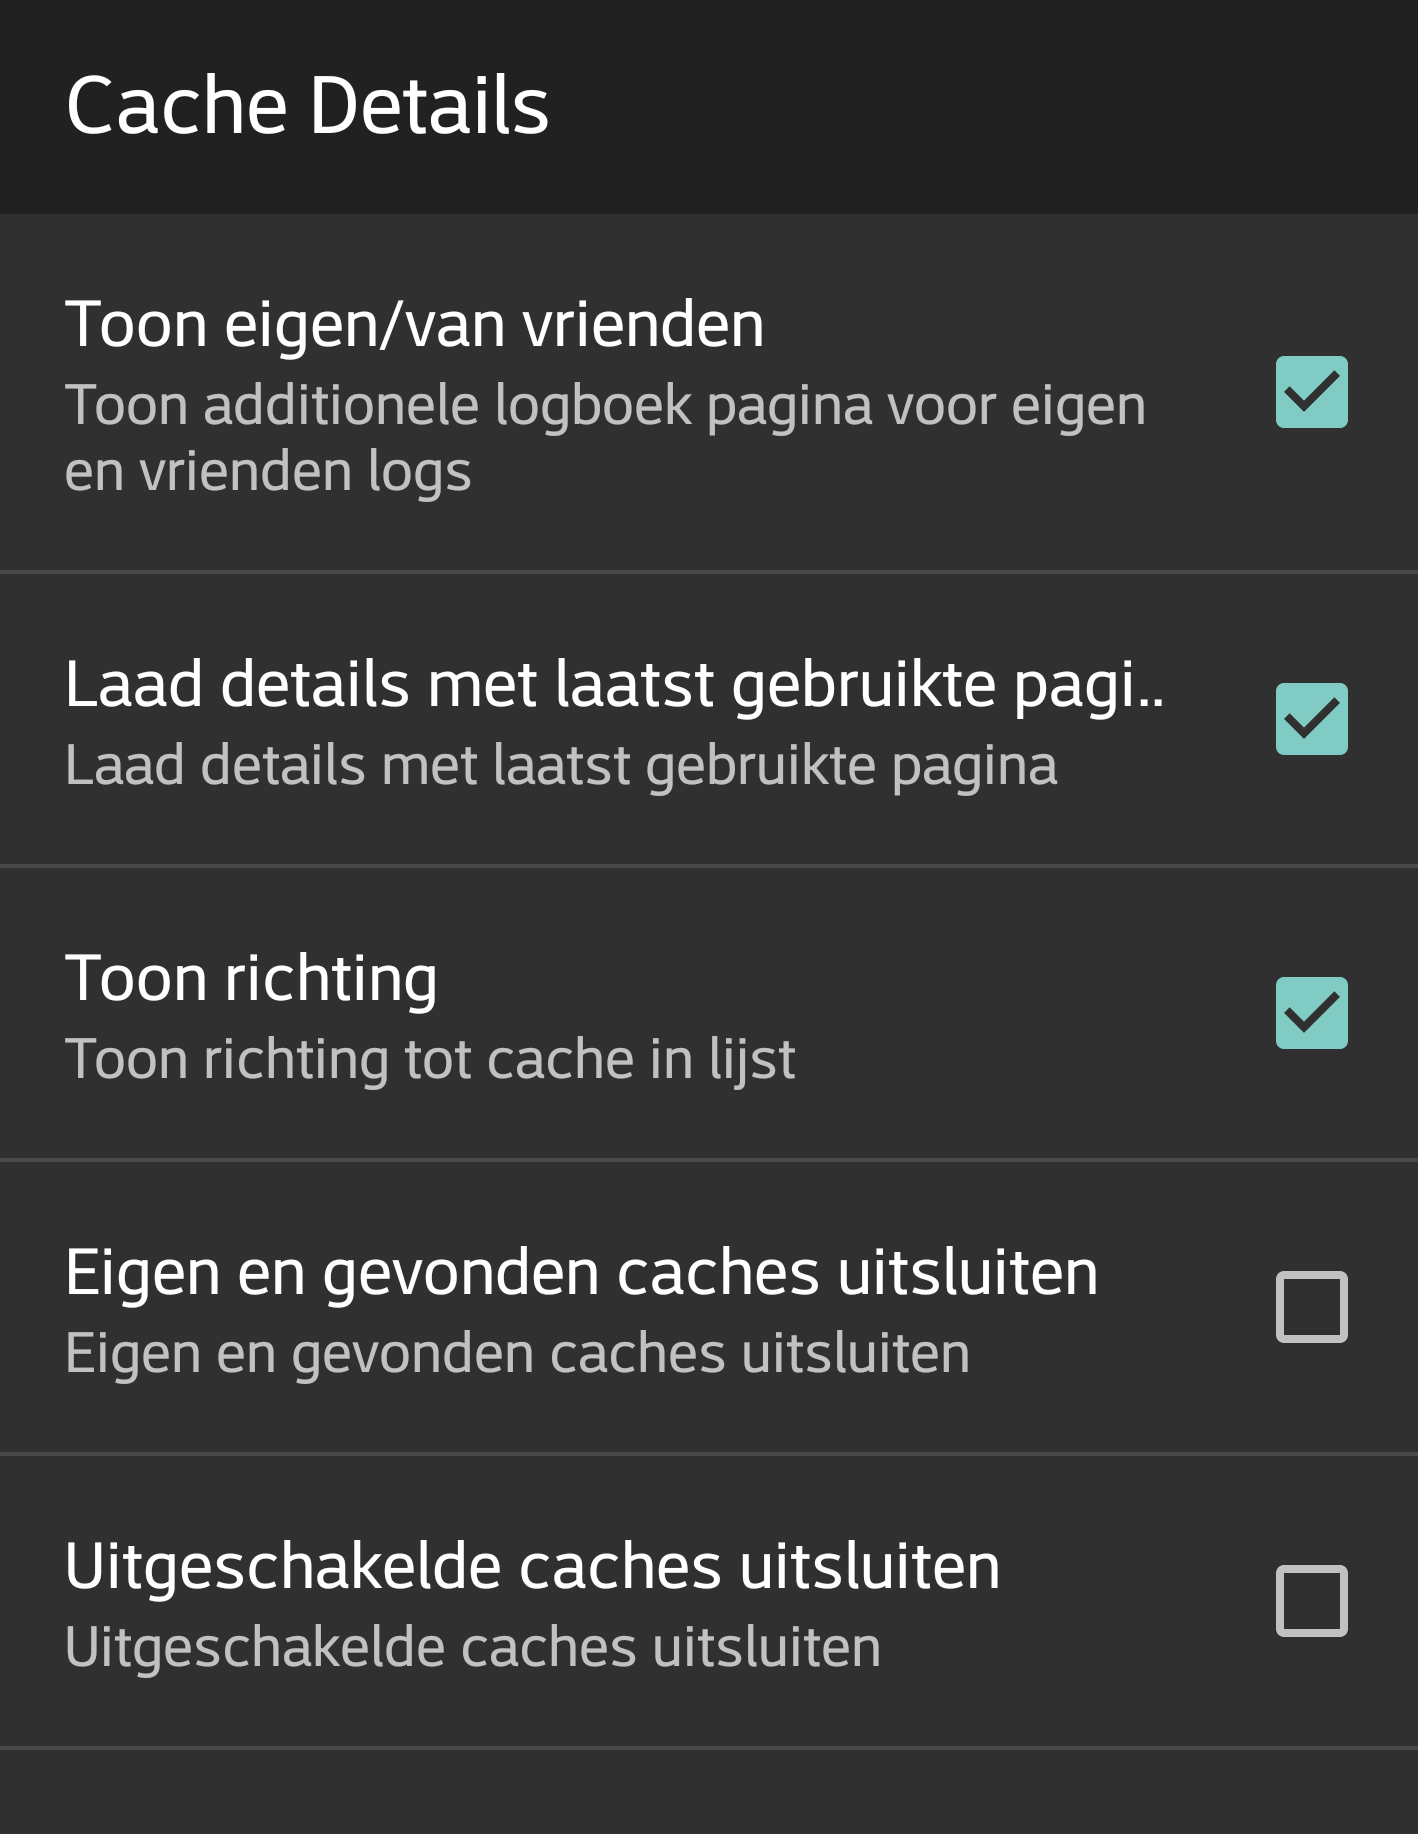 Cache Details
Toon eigen/van vrienden
Toon additionele logboek pagina voor eigen
en vrienden logs
Laad details met laatst gebruikte pagi..
Laad details met laatst gebruikte pagina
Toon richting
Toon richting tot cache in lijst
Eigen en gevonden caches uitsluiten
Eigen en gevonden caches uitsluiten
Uitgeschakelde caches uitsluiten
Uitgeschakelde caches uitsluiten